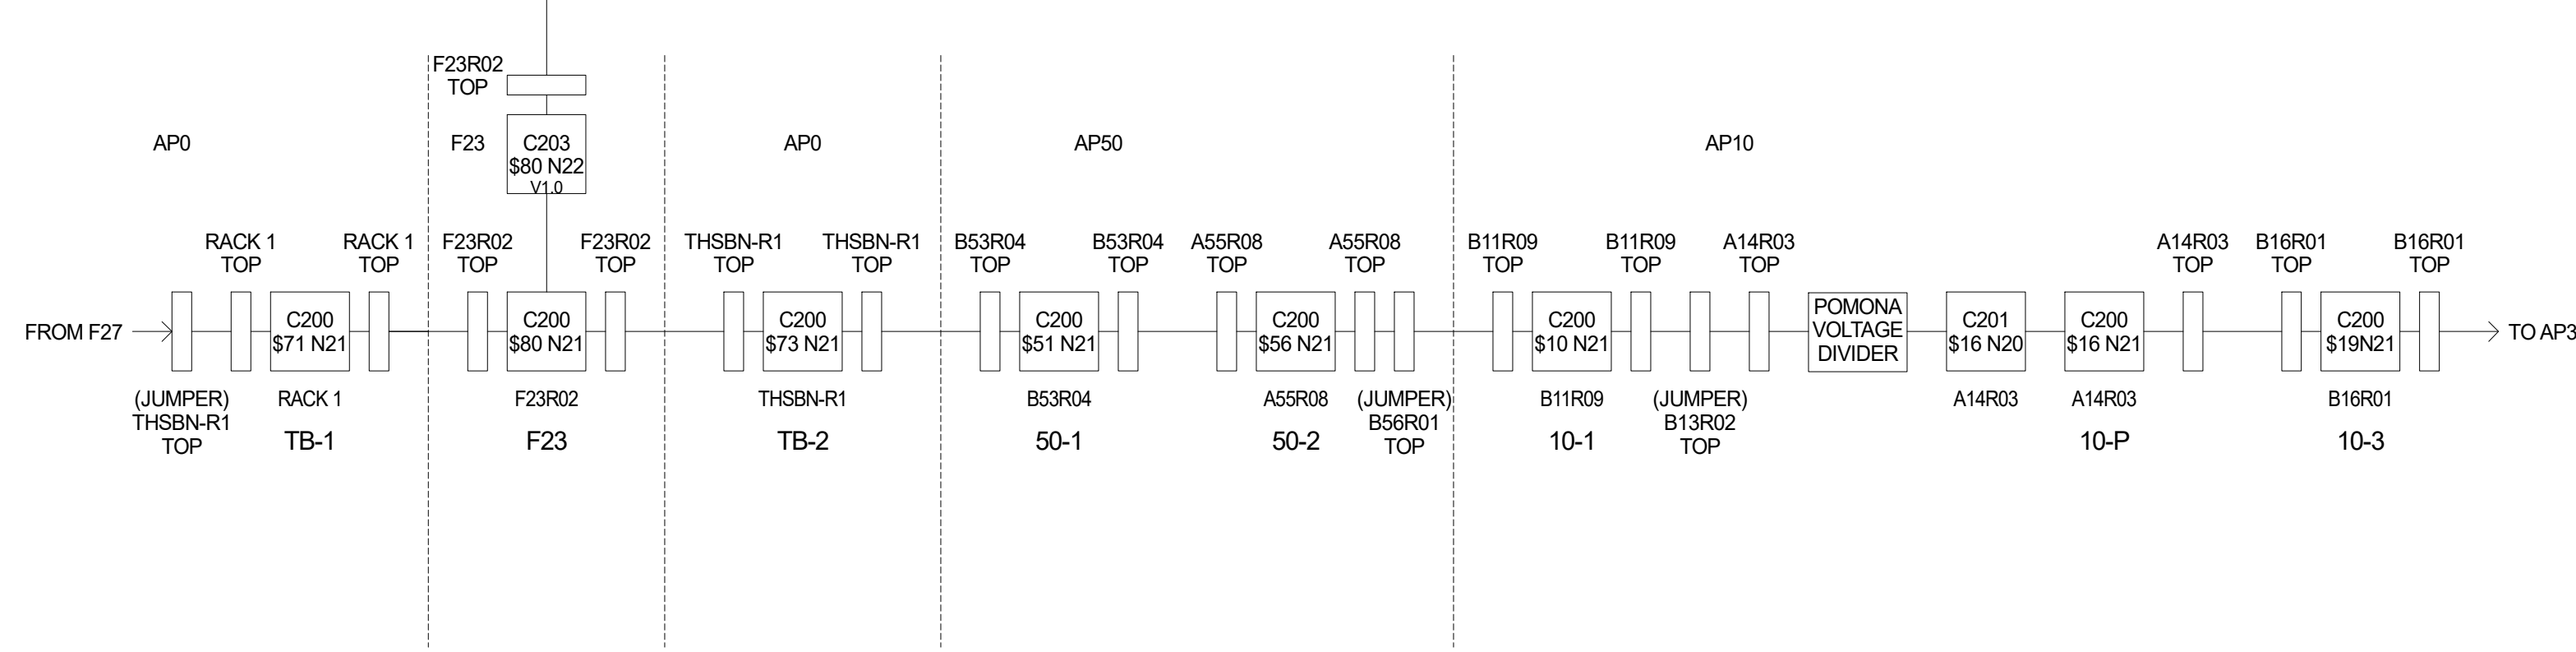 F23R02
TOP
AP0
F23
C203
$80 N22
V1.0
AP0
AP50
AP10
RACK 1
TOP
RACK 1
TOP
F23R02
TOP
F23R02
TOP
THSBN-R1
TOP
THSBN-R1
TOP
B53R04
TOP
B53R04
TOP
A55R08
TOP
A55R08
TOP
B11R09
TOP
B11R09
TOP
A14R03
TOP
A14R03
TOP
B16R01
TOP
B16R01
TOP
FROM F27
C200
$71 N21
C200
$80 N21
C200
$73 N21
C200
$51 N21
C200
$56 N21
C200
$10 N21
POMONA
VOLTAGE
DIVIDER
C201
$16 N20
C200
$16 N21
C200
$19N21
TO AP3
(JUMPER)
THSBN-R1
TOP
RACK 1
TB-1
F23R02
F23
THSBN-R1
TB-2
B53R04
50-1
A55R08
50-2
(JUMPER)
B56R01
TOP
B11R09
10-1
(JUMPER)
B13R02
TOP
A14R03
A14R03
10-P
B16R01
10-3